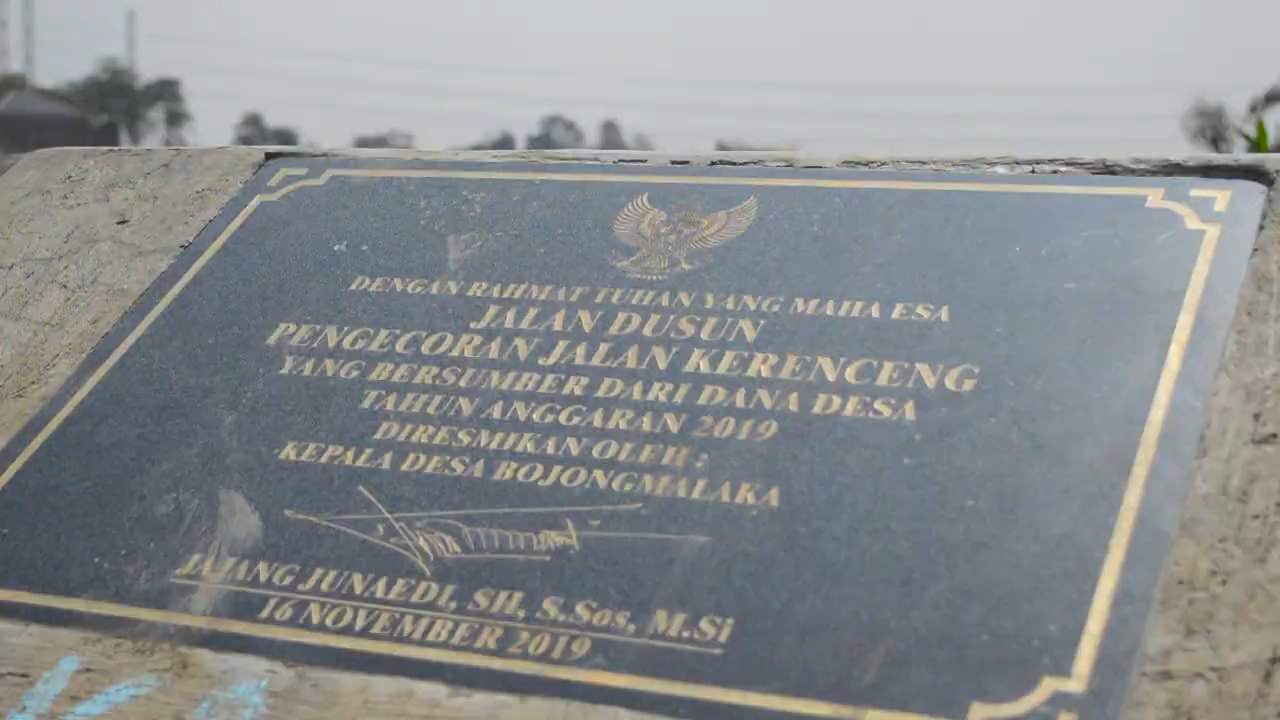 DENGAN RAHMAT TUHAN YANG MAHA ESA
JALAN DUSUN
PENGECORAN JALAN KERENCENG
YANG BERSUMBER DARI DANA DESA
TAHUN ANGGARAN 2019
DIRESMIKAN OLEH :
KEPALA DESA BOJONGMALAKA
JAJANG JUNAEDI, SH, S.Sos, M.Si
16 NOVEMBER 2019